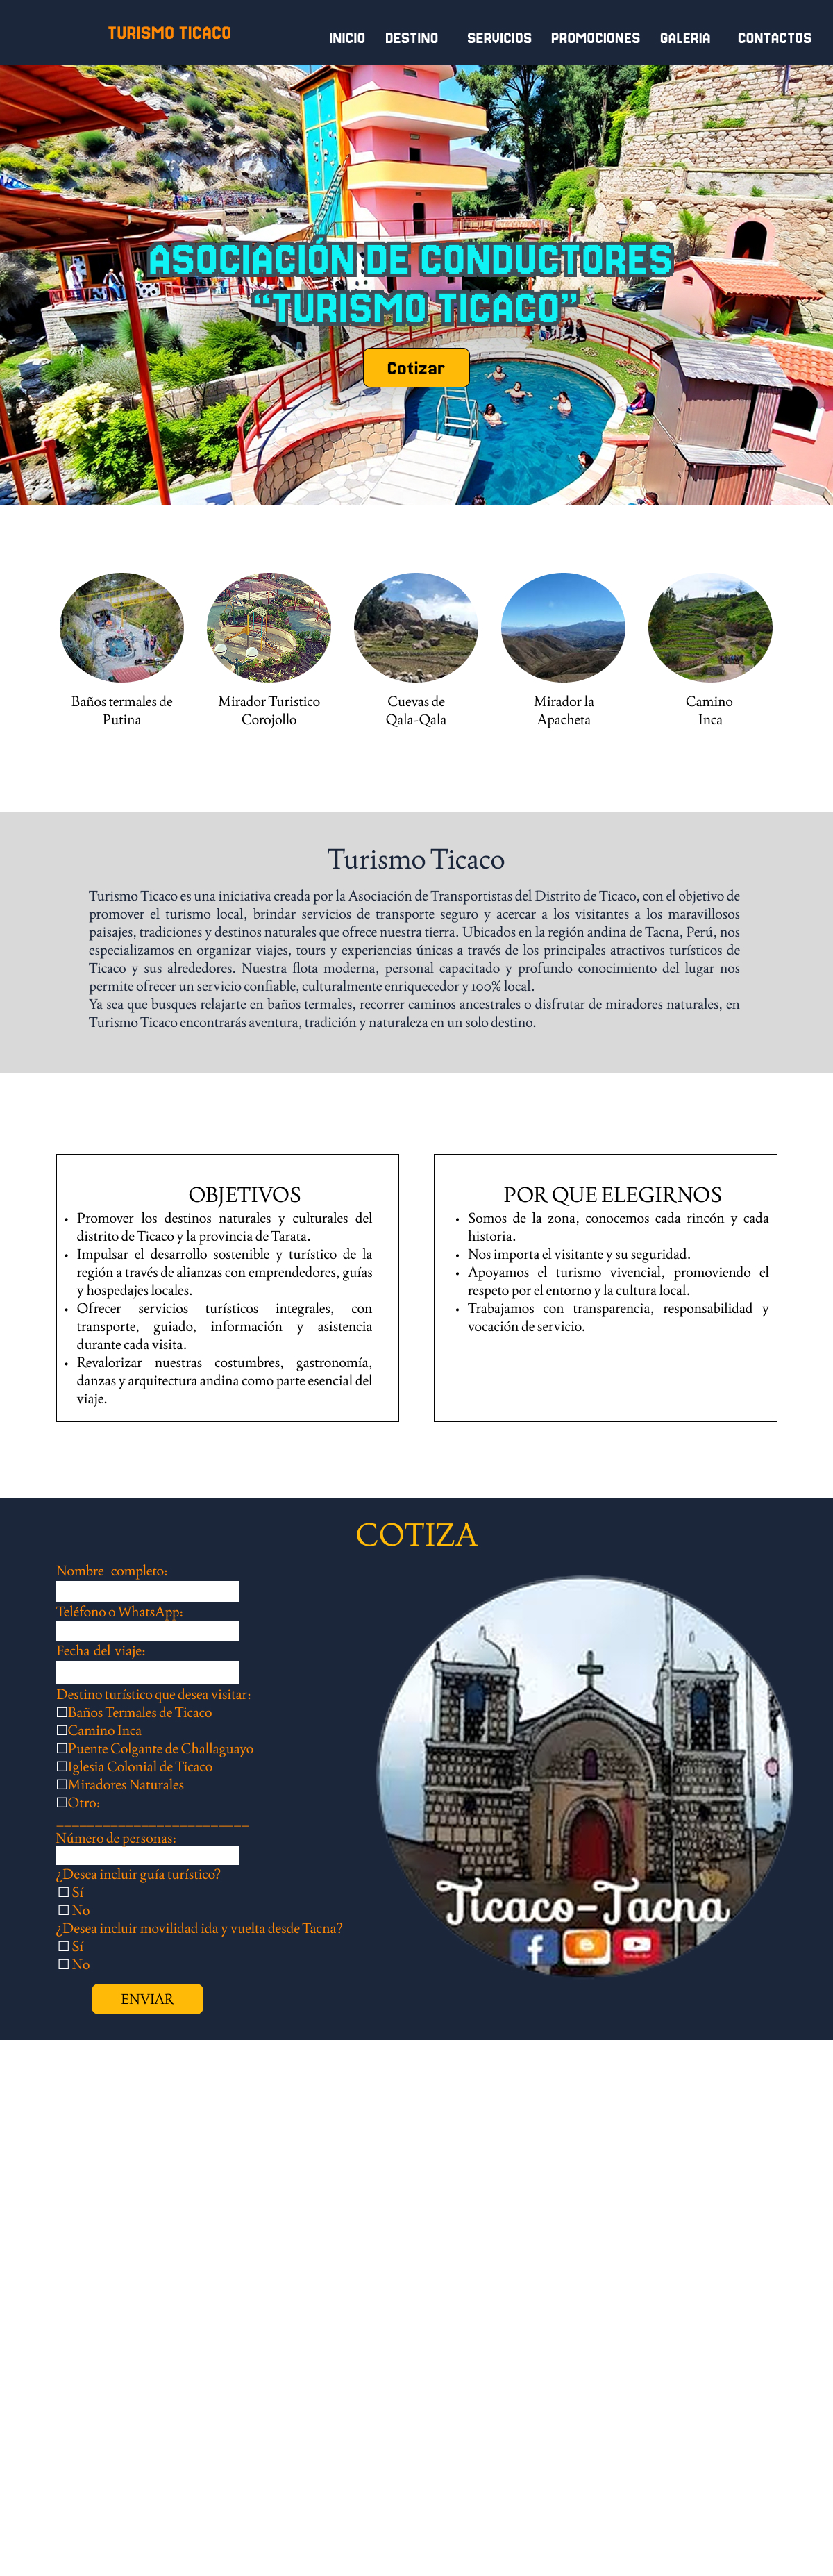 TURISMO TICACO
INICIO DESTINO SERVICIOS PROMOCIONES GALERIA CONTACTOS
ASOCIACIÓN DE CONDUCTORES
“TURISMO TICACO”
Cotizar
Baños termales de
Putina
Mirador Turistico
Corojollo
Cuevas de
Qala-Qala
Mirador la
Apacheta
Camino
Inca
Turismo Ticaco
Turismo Ticaco es una iniciativa creada por la Asociación de Transportistas del Distrito de Ticaco, con el objetivo de
promover el turismo local, brindar servicios de transporte seguro y acercar a los visitantes a los maravillosos
paisajes, tradiciones y destinos naturales que ofrece nuestra tierra. Ubicados en la región andina de Tacna, Perú, nos
especializamos en organizar viajes, tours y experiencias únicas a través de los principales atractivos turísticos de
Ticaco y sus alrededores. Nuestra flota moderna, personal capacitado y profundo conocimiento del lugar nos
permite ofrecer un servicio confiable, culturalmente enriquecedor y 100% local.
Ya sea que busques relajarte en baños termales, recorrer caminos ancestrales o disfrutar de miradores naturales, en
Turismo Ticaco encontrarás aventura, tradición y naturaleza en un solo destino.
OBJETIVOS
• Promover los destinos naturales y culturales del
distrito de Ticaco y la provincia de Tarata.
• Impulsar el desarrollo sostenible y turístico de la
región a través de alianzas con emprendedores, guías
y hospedajes locales.
• Ofrecer servicios turísticos integrales, con
transporte, guiado, información y asistencia
durante cada visita.
• Revalorizar nuestras costumbres, gastronomía,
danzas y arquitectura andina como parte esencial del
viaje.
POR QUE ELEGIRNOS
• Somos de la zona, conocemos cada rincón y cada
historia.
• Nos importa el visitante y su seguridad.
• Apoyamos el turismo vivencial, promoviendo el
respeto por el entorno y la cultura local.
• Trabajamos con transparencia, responsabilidad y
vocación de servicio.
COTIZA
Nombre completo:
Teléfono o WhatsApp:
Fecha del viaje:
Destino turístico que desea visitar:
☐Baños Termales de Ticaco
☐Camino Inca
☐Puente Colgante de Challaguayo
☐Iglesia Colonial de Ticaco
☐Miradores Naturales
☐Otro:
_________________________
Número de personas:
¿Desea incluir guía turístico?
☐ Sí
☐ No
¿Desea incluir movilidad ida y vuelta desde Tacna?
☐ Sí
☐ No
ENVIAR
Ticaco-Tacna